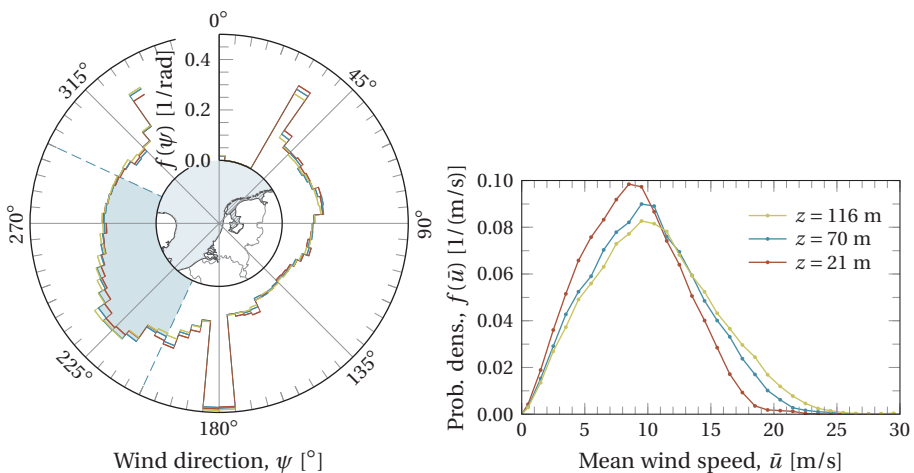 0°
45°
90°
135°
180°
225°
270°
315°
0.0
0.2
0.4
f(ψ) [1/rad]
Wind direction, ψ [°]
0.00
0.02
0.04
0.06
0.08
0.10
Prob. dens., f(ū) [1/(m/s)]
z = 116 m
z = 70 m
z = 21 m
0 5 10 15 20 25 30
Mean wind speed, ū [m/s]